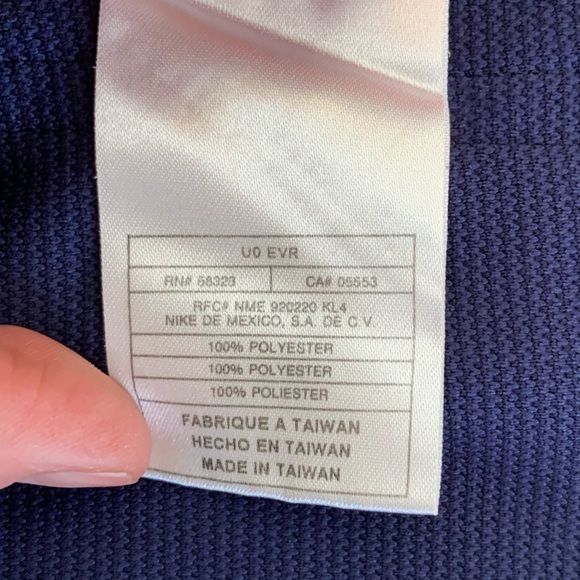 U0 EVR
RN# 68323 CA# 05553
RFC# NME 920220 KL4
NIKE DE MEXICO, S.A. DE C.V.
100% POLYESTER
100% POLYESTER
100% POLIESTER
FABRIQUE A TAIWAN
HECHO EN TAIWAN
MADE IN TAIWAN